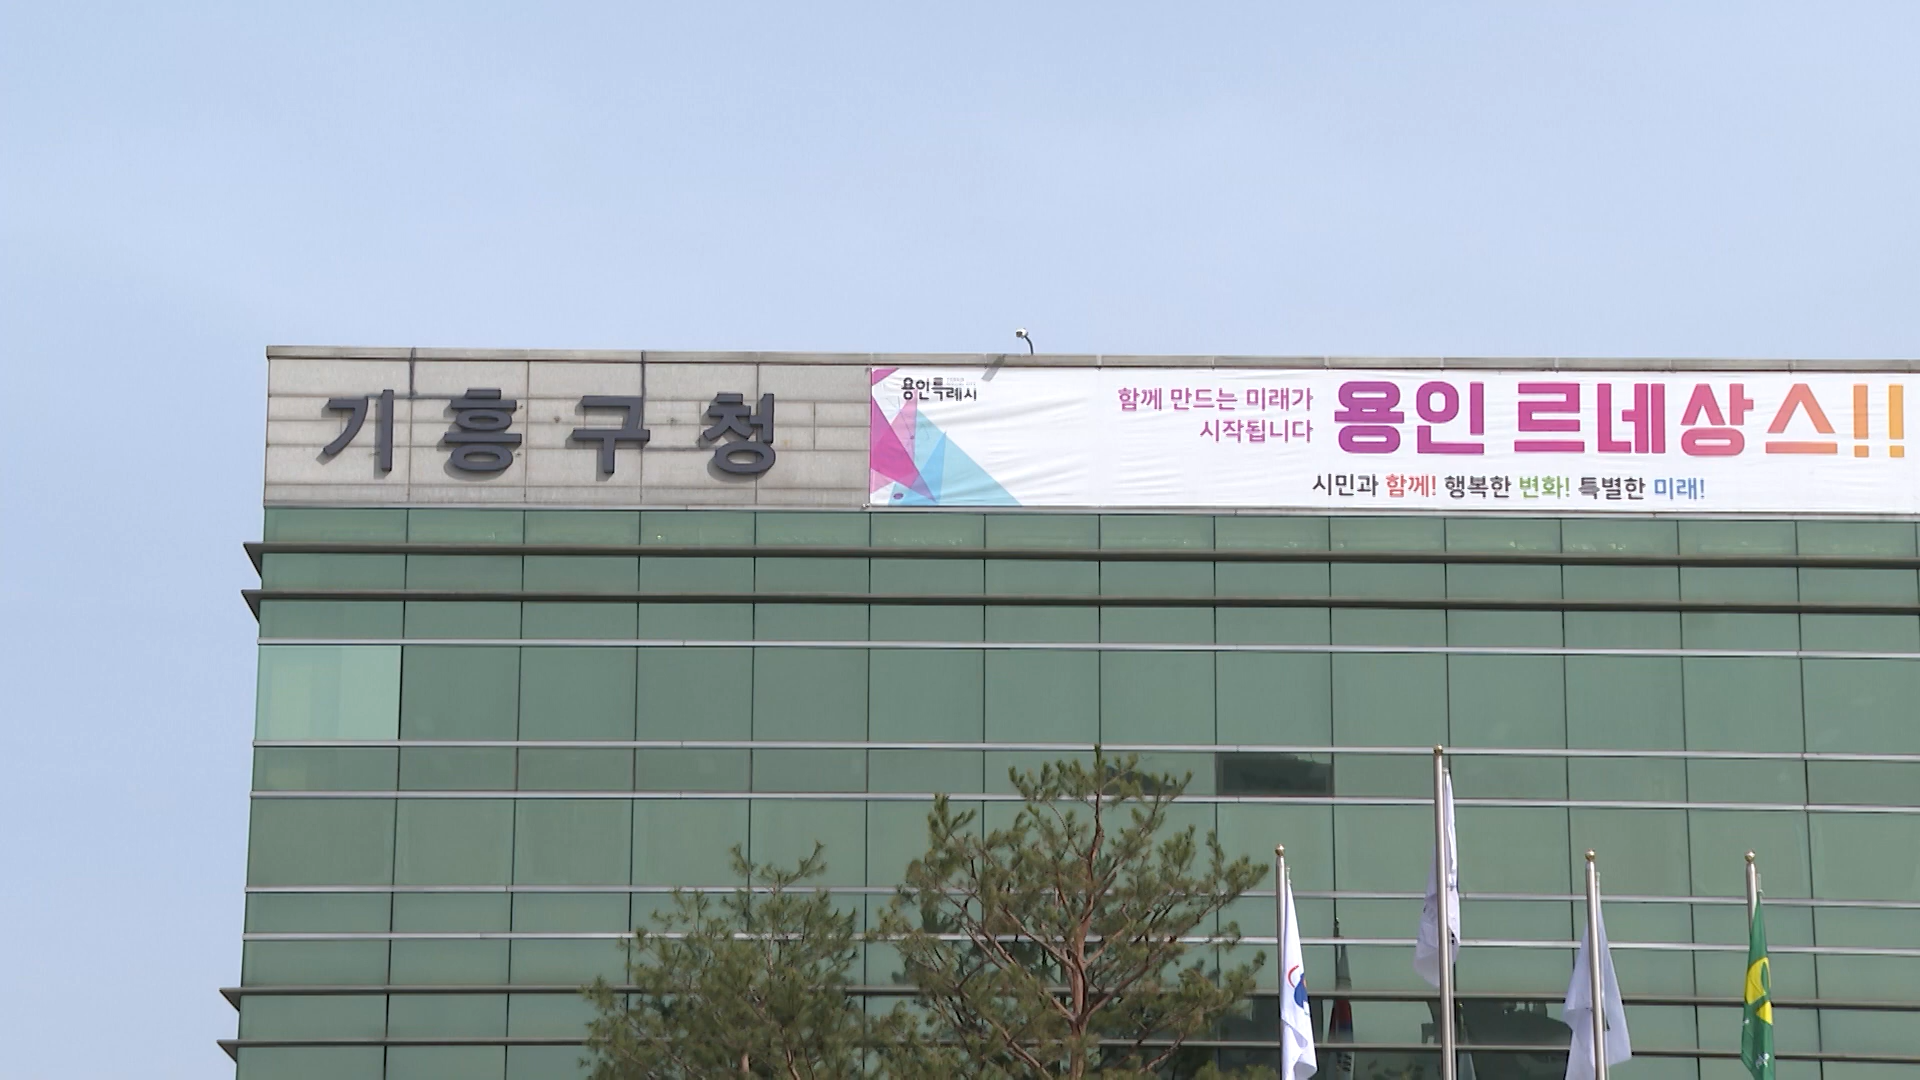 기흥구청
용인특례시
함께 만드는 미래가
시작됩니다
용인 르네상스!!
시민과 함께! 행복한 변화! 특별한 미래!